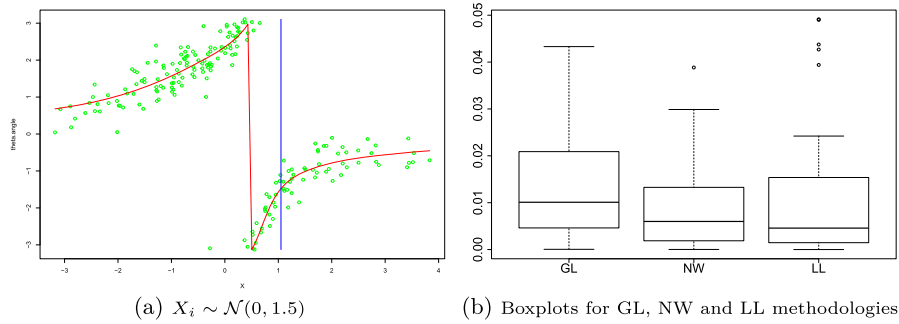 3
2
1
0
−1
−2
−3
theta.angle
−3 −2 −1 0 1 2 3 4
X
(a) X_i ∼ N(0, 1.5)
0.05
0.04
0.03
0.02
0.01
0.00
GL NW LL
(b) Boxplots for GL, NW and LL methodologies